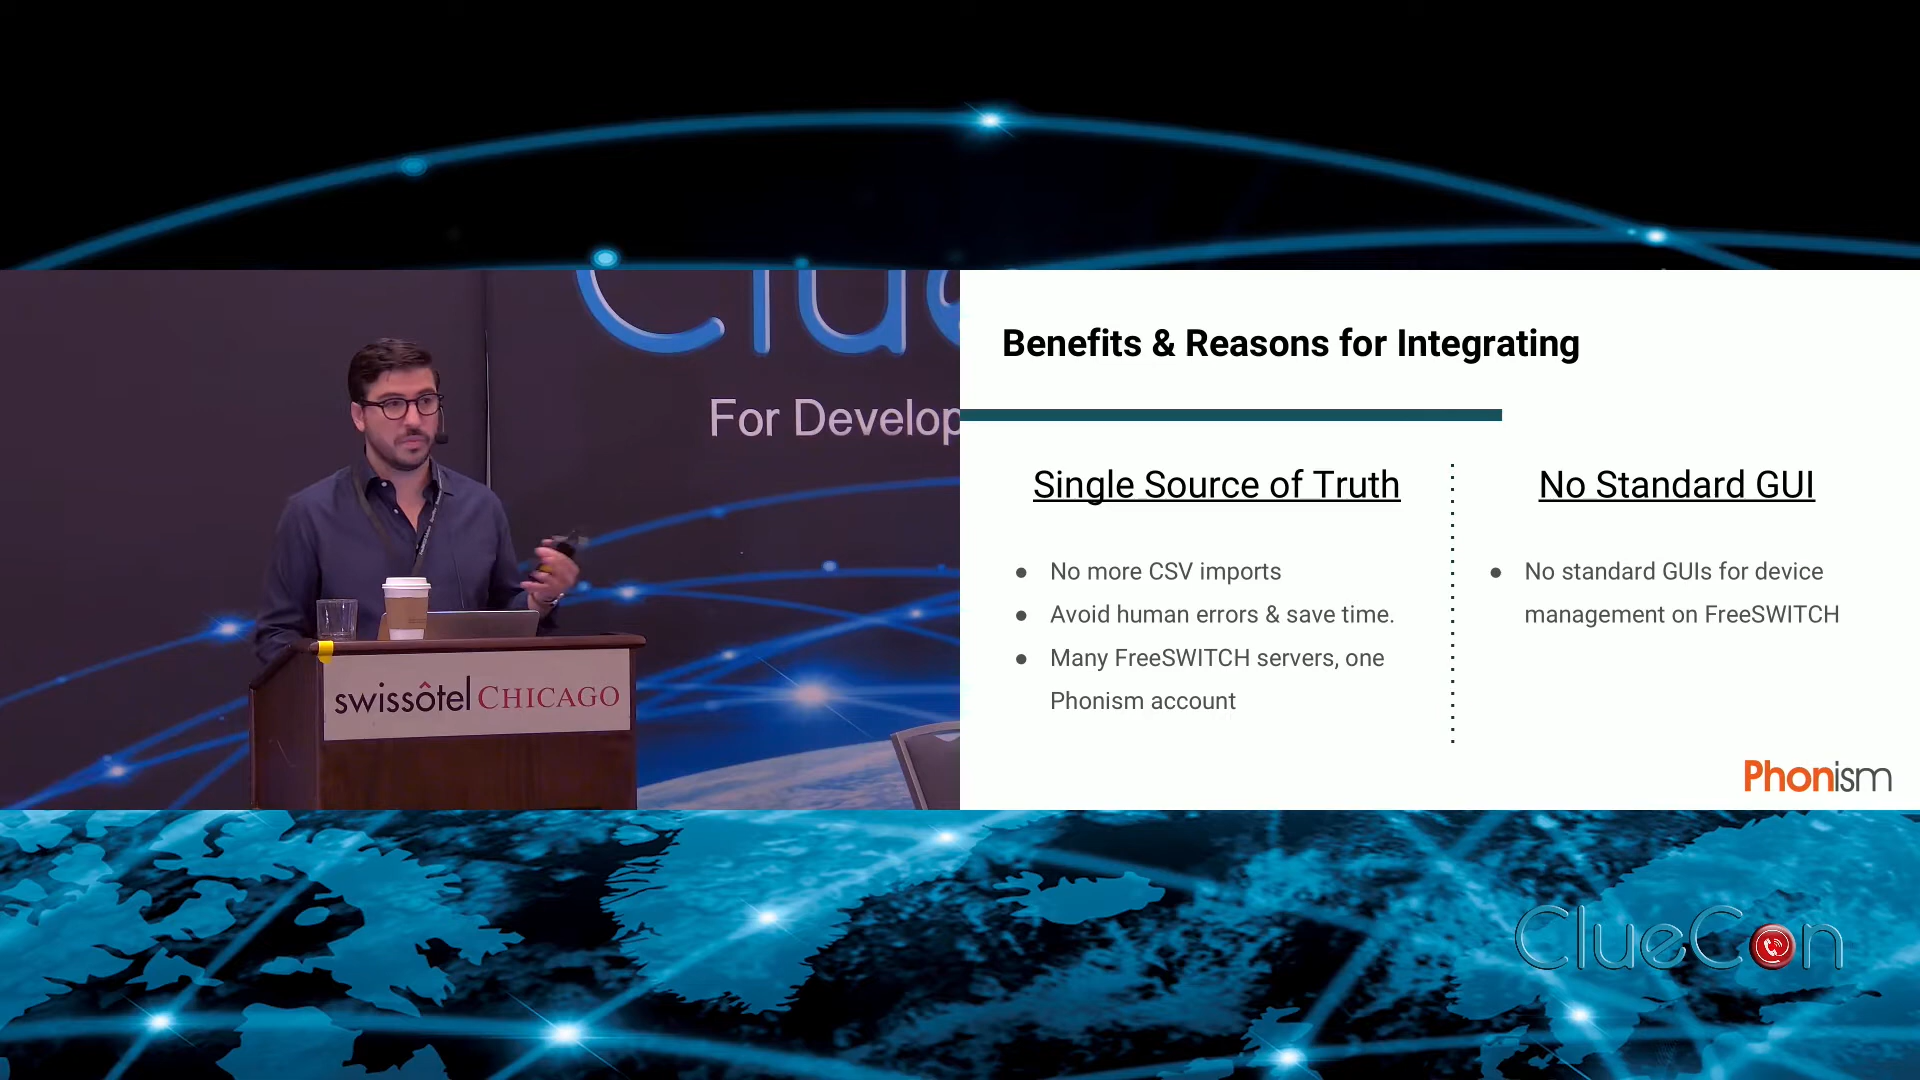 Clue
For Develop
swissôtel CHICAGO
Benefits & Reasons for Integrating
Single Source of Truth
● No more CSV imports
● Avoid human errors & save time.
● Many FreeSWITCH servers, one
Phonism account
No Standard GUI
● No standard GUIs for device
management on FreeSWITCH
Phonism
ClueCon